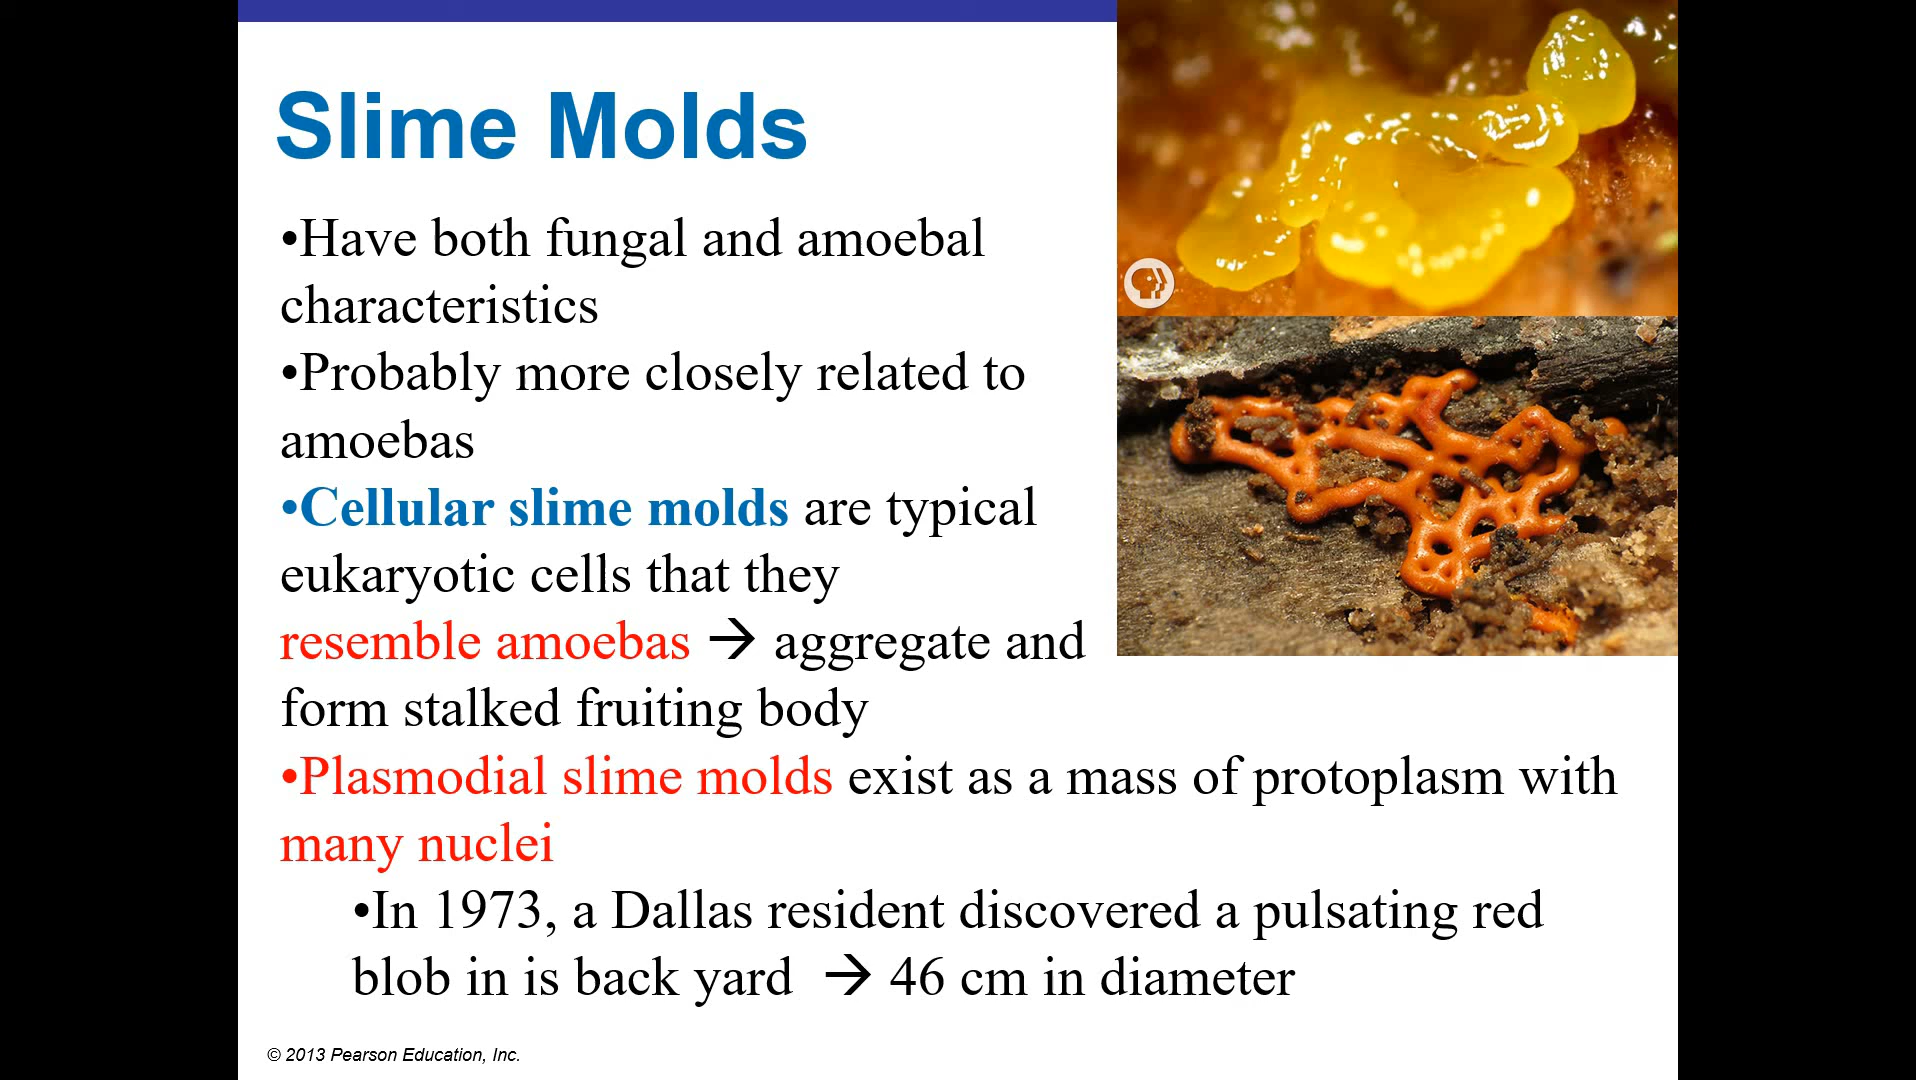 Slime Molds
•Have both fungal and amoebal
characteristics
•Probably more closely related to
amoebas
•Cellular slime molds are typical
eukaryotic cells that they
resemble amoebas → aggregate and
form stalked fruiting body
•Plasmodial slime molds exist as a mass of protoplasm with
many nuclei
•In 1973, a Dallas resident discovered a pulsating red
blob in is back yard → 46 cm in diameter
© 2013 Pearson Education, Inc.